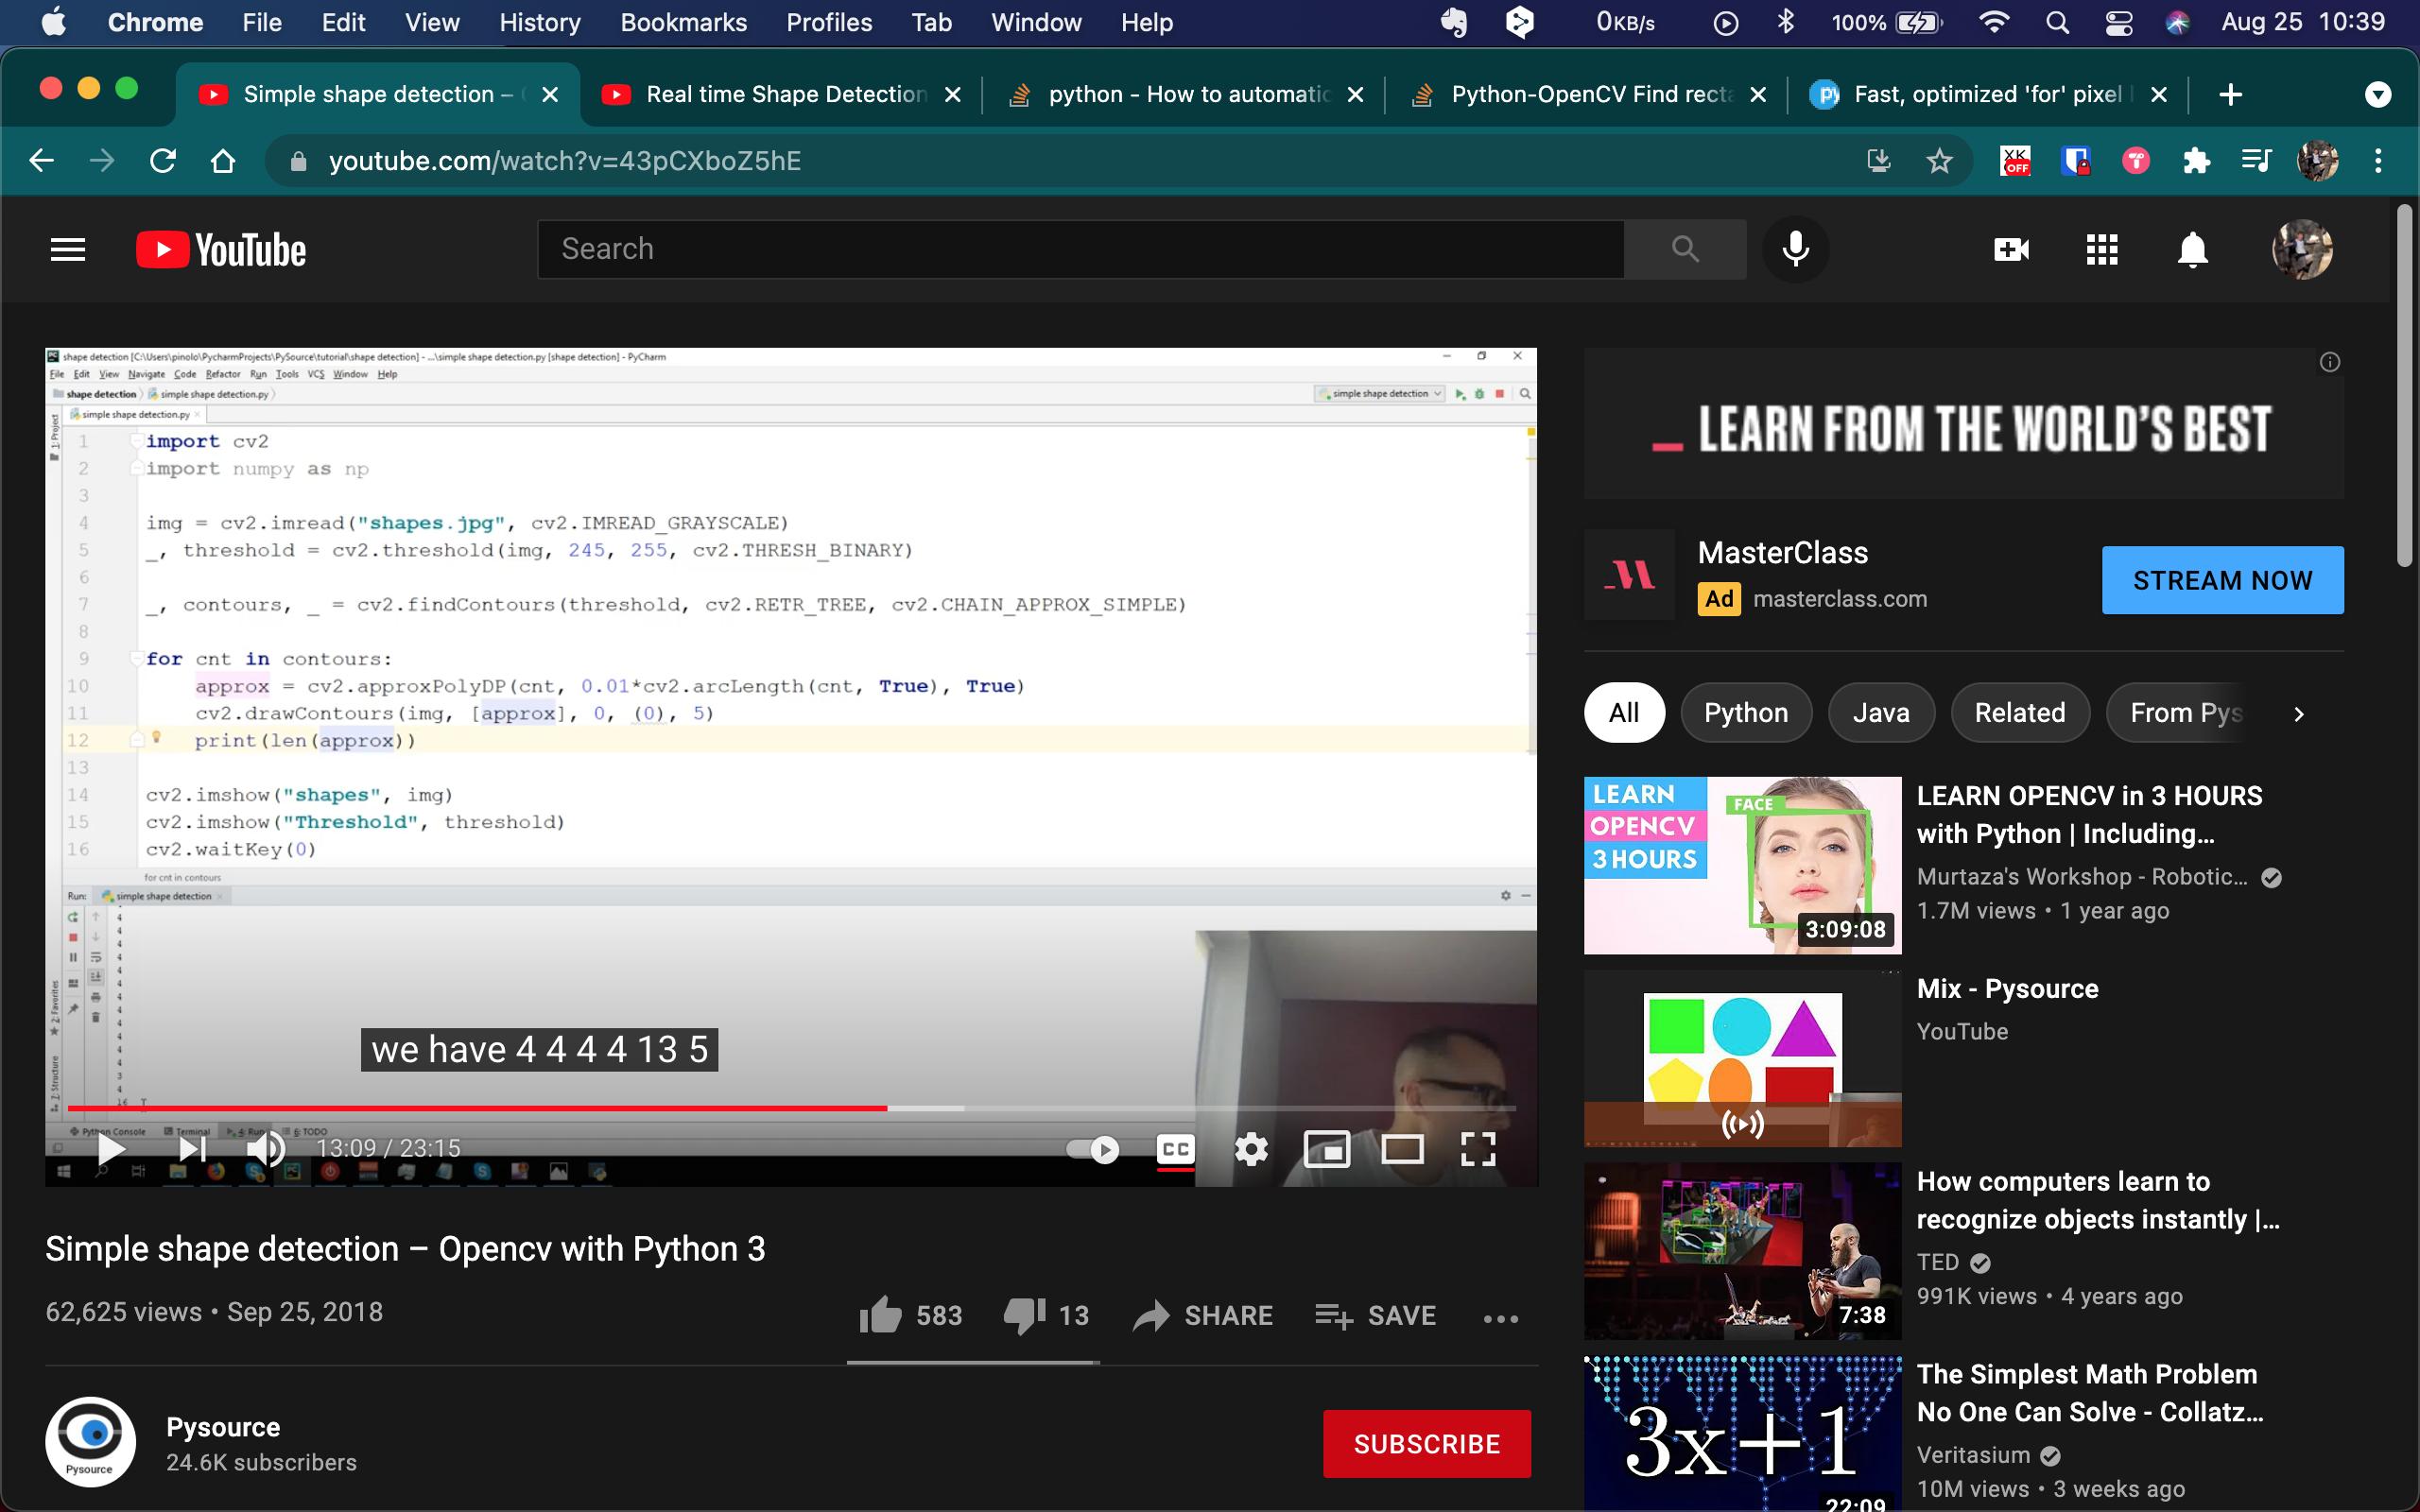 Chrome File Edit View History Bookmarks Profiles Tab Window Help 0KB/s 100% Aug 25 10:39
Simple shape detection –
Real time Shape Detection
python - How to automatic
Python-OpenCV Find recta
Fast, optimized 'for' pixel
youtube.com/watch?v=43pCXboZ5hE
XK OFF
YouTube
Search
shape detection [C:\Users\pinolo\PycharmProjects\PySource\tutorial\shape detection] - ...\simple shape detection.py [shape detection] - PyCharm
File Edit View Navigate Code Refactor Run Tools VCS Window Help
shape detection simple shape detection.py simple shape detection
simple shape detection.py
1: Project
1 import cv2
2 import numpy as np
3
4 img = cv2.imread("shapes.jpg", cv2.IMREAD_GRAYSCALE)
5 _, threshold = cv2.threshold(img, 245, 255, cv2.THRESH_BINARY)
6
7 _, contours, _ = cv2.findContours(threshold, cv2.RETR_TREE, cv2.CHAIN_APPROX_SIMPLE)
8
9 for cnt in contours:
10 approx = cv2.approxPolyDP(cnt, 0.01*cv2.arcLength(cnt, True), True)
11 cv2.drawContours(img, [approx], 0, (0), 5)
12 print(len(approx))
13
14 cv2.imshow("shapes", img)
15 cv2.imshow("Threshold", threshold)
16 cv2.waitKey(0)
for cnt in contours
Run: simple shape detection
4
4
4
4
4
4
4
4
4
4
4
4
3
4
16
2: Favorites
7: Structure
we have 4 4 4 4 13 5
Python Console Terminal 4: Run 6: TODO
13:09 / 23:15
CC
Simple shape detection – Opencv with Python 3
62,625 views • Sep 25, 2018
583 13 SHARE SAVE
Pysource
Pysource
24.6K subscribers
SUBSCRIBE
LEARN FROM THE WORLD'S BEST
MasterClass
Ad masterclass.com
STREAM NOW
All Python Java Related From Pys
LEARN
OPENCV
3 HOURS
FACE
3:09:08
LEARN OPENCV in 3 HOURS
with Python | Including...
Murtaza's Workshop - Robotic...
1.7M views • 1 year ago
Mix - Pysource
YouTube
7:38
How computers learn to
recognize objects instantly |...
TED
991K views • 4 years ago
3x+1
22:09
The Simplest Math Problem
No One Can Solve - Collatz...
Veritasium
10M views • 3 weeks ago